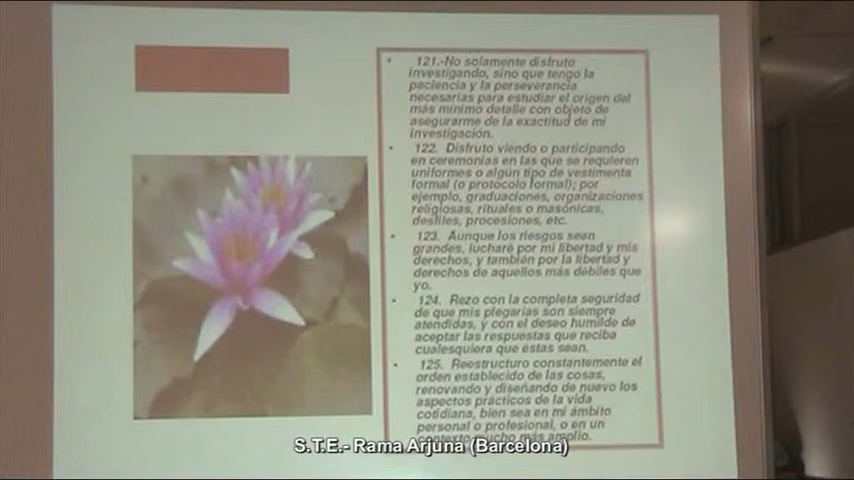 121.-No solamente disfruto
investigando, sino que tengo la
paciencia y la perseverancia
necesarias para estudiar el origen del
más mínimo detalle con objeto de
asegurarme de la exactitud de mi
investigación.
122. Disfruto viendo o participando
en ceremonias en las que se requieren
uniformes o algún tipo de vestimenta
formal (o protocolo formal); por
ejemplo, graduaciones, organizaciones
religiosas, rituales o masónicas,
desfiles, procesiones, etc.
123. Aunque los riesgos sean
grandes, lucharé por mi libertad y mis
derechos, y también por la libertad y
derechos de aquellos más débiles que
yo.
124. Rezo con la completa seguridad
de que mis plegarias son siempre
atendidas, y con el deseo humilde de
aceptar las respuestas que reciba
cualesquiera que éstas sean.
125. Reestructuro constantemente el
orden establecido de las cosas,
renovando y diseñando de nuevo los
aspectos prácticos de la vida
cotidiana, bien sea en mi ámbito
personal o profesional, o en un
contexto mucho más amplio.
S.T.E.- Rama Arjuna (Barcelona)